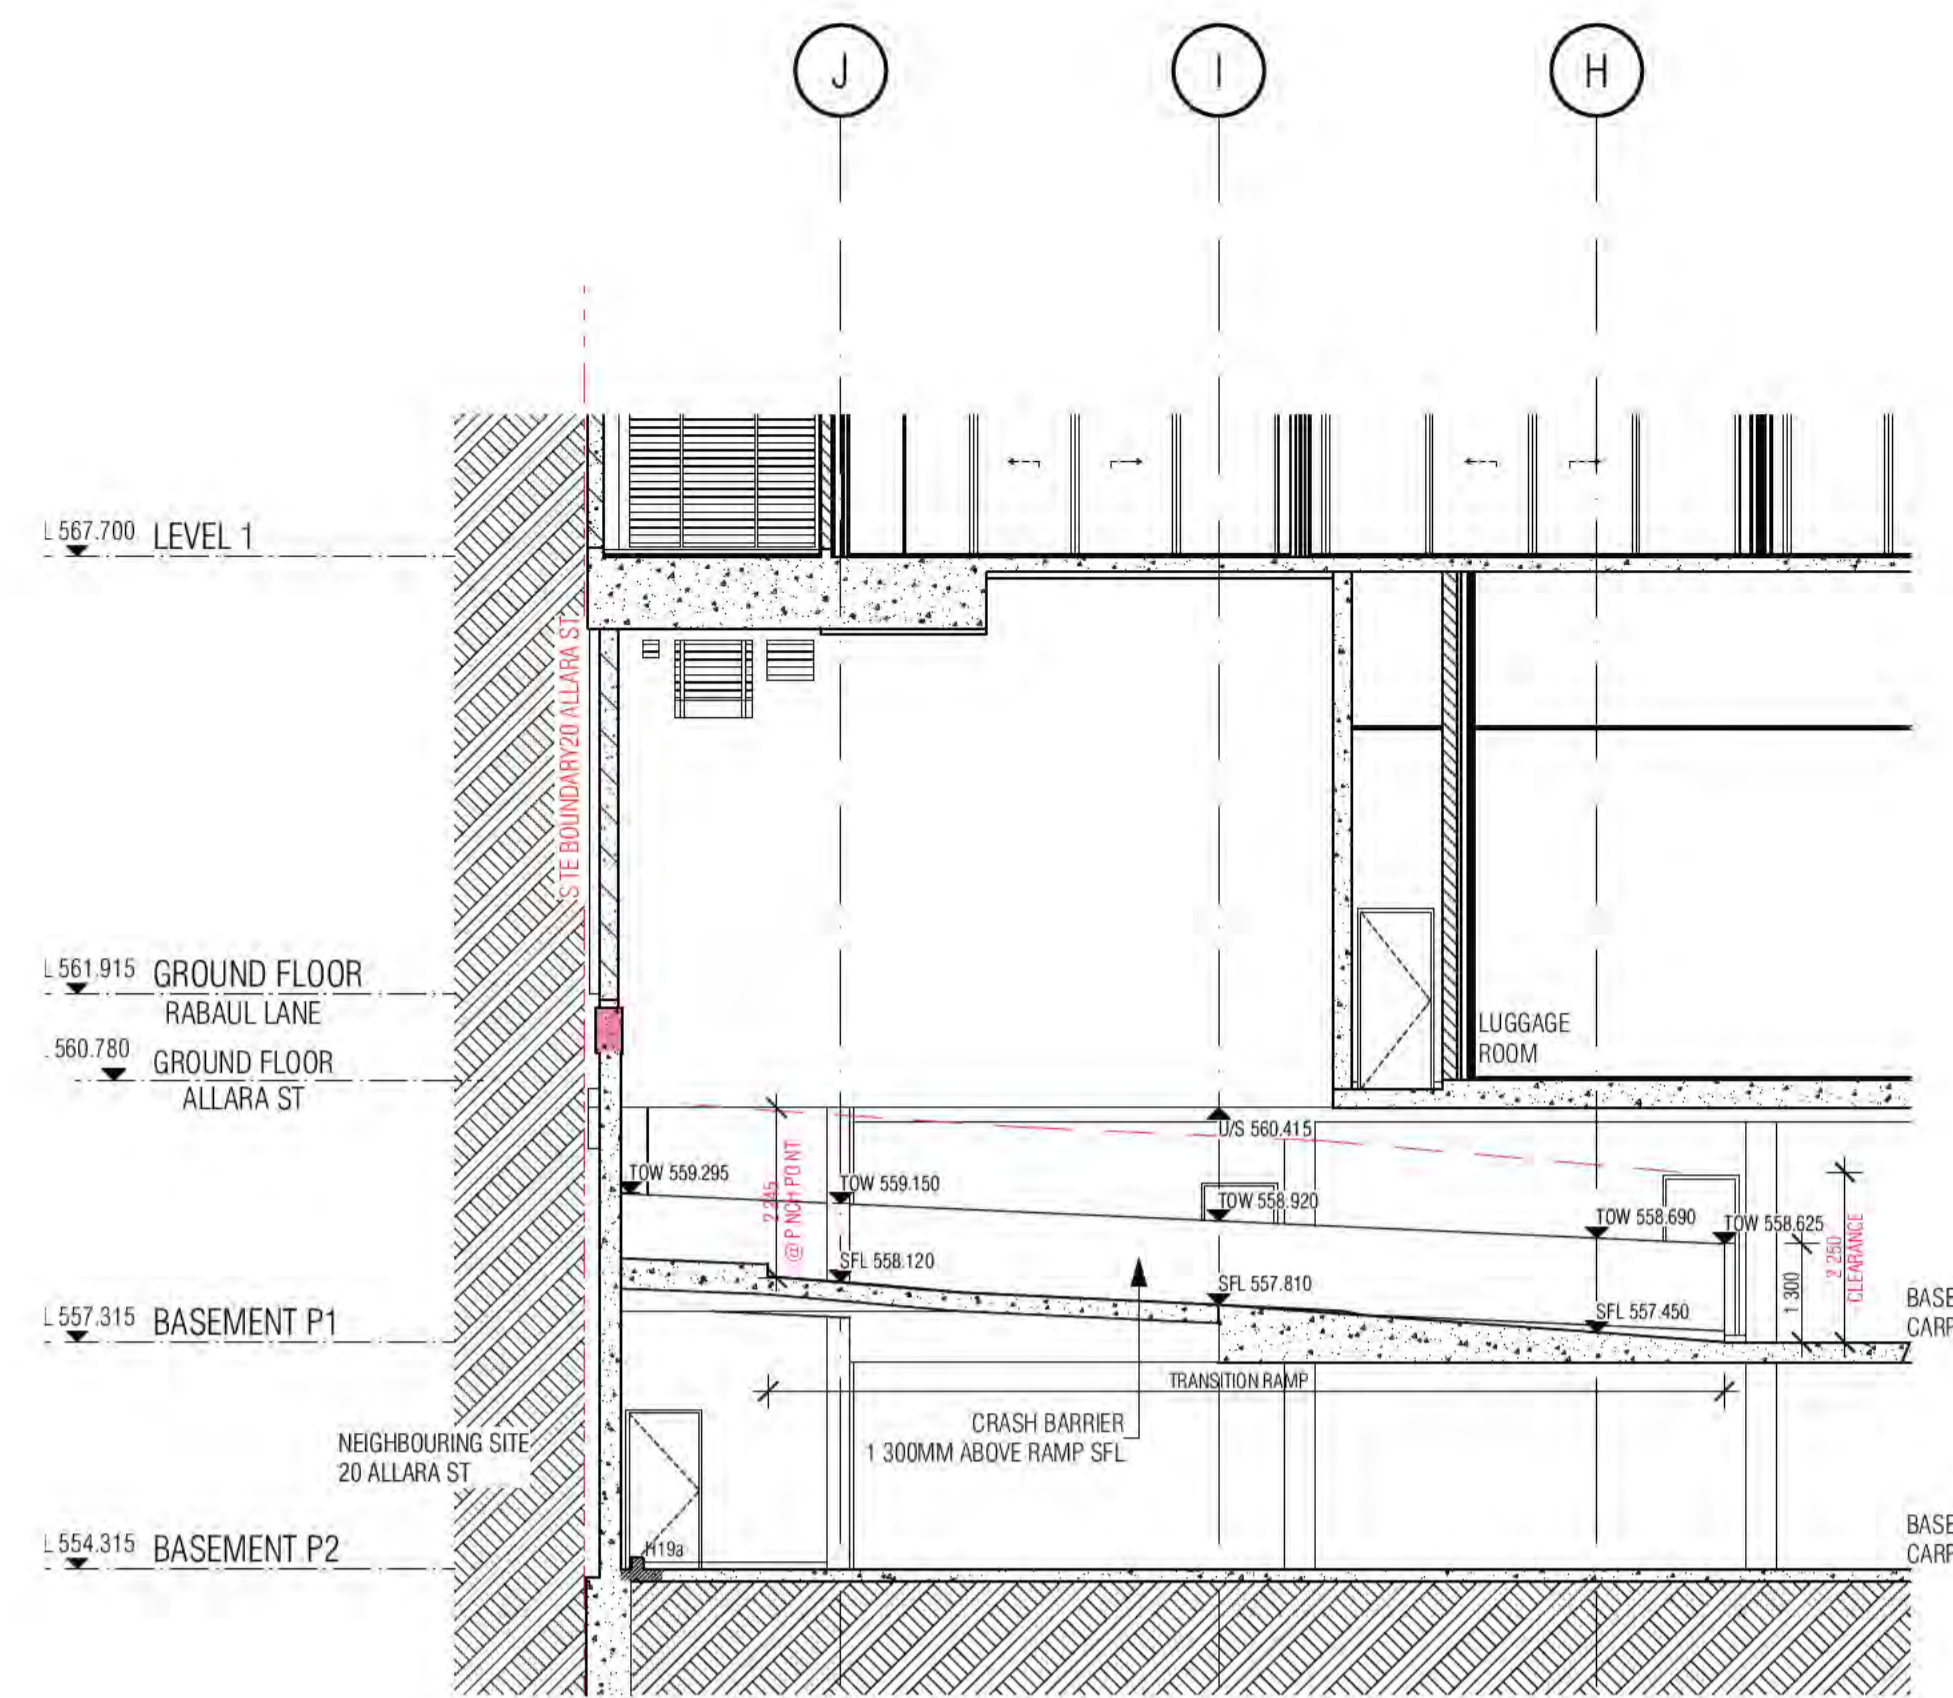 J
I
H
L 567.700 LEVEL 1
S TE BOUNDARY20 ALLARA ST
L 561.915 GROUND FLOOR
RABAUL LANE
560.780 GROUND FLOOR
ALLARA ST
LUGGAGE
ROOM
U/S 560.415
TOW 559.295
TOW 559.150
TOW 558.920
TOW 558.690
TOW 558.625
2 245
@ P NCH PO NT
SFL 558.120
SFL 557.810
SFL 557.450
1 300
2 250
CLEARANCE
L 557.315 BASEMENT P1
BASE
CARP
TRANSITION RAMP
CRASH BARRIER
1 300MM ABOVE RAMP SFL
NEIGHBOURING SITE
20 ALLARA ST
L 554.315 BASEMENT P2
H19a
BASE
CARP